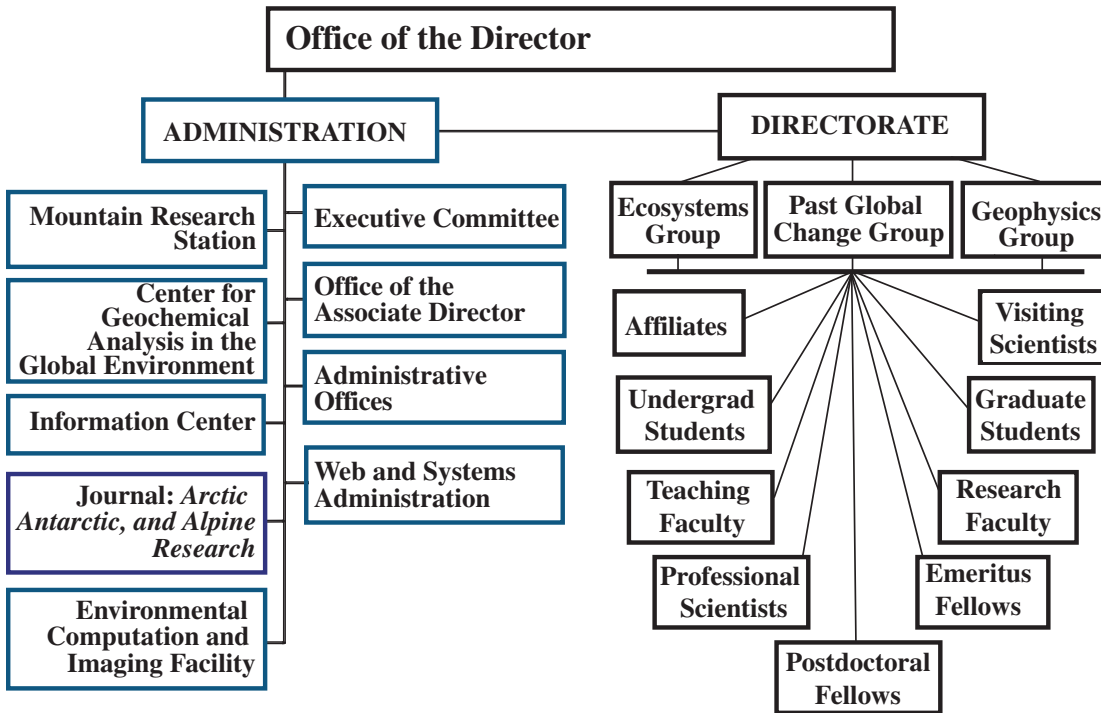 Office of the Director
ADMINISTRATION
DIRECTORATE
Mountain Research
Station
Center for
Geochemical
Analysis in the
Global Environment
Information Center
Journal: Arctic
Antarctic, and Alpine
Research
Environmental
Computation and
Imaging Facility
Executive Committee
Office of the
Associate Director
Administrative
Offices
Web and Systems
Administration
Ecosystems
Group
Past Global
Change Group
Geophysics
Group
Affiliates
Visiting
Scientists
Undergrad
Students
Graduate
Students
Teaching
Faculty
Research
Faculty
Professional
Scientists
Emeritus
Fellows
Postdoctoral
Fellows